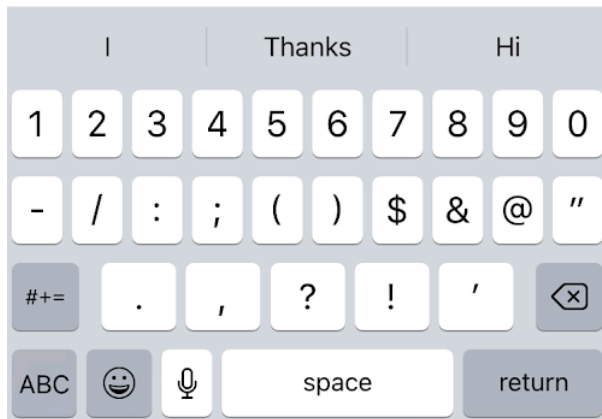 I Thanks Hi
1 2 3 4 5 6 7 8 9 0
- / : ; ( ) $ & @ "
#+= . , ? ! '
ABC space return